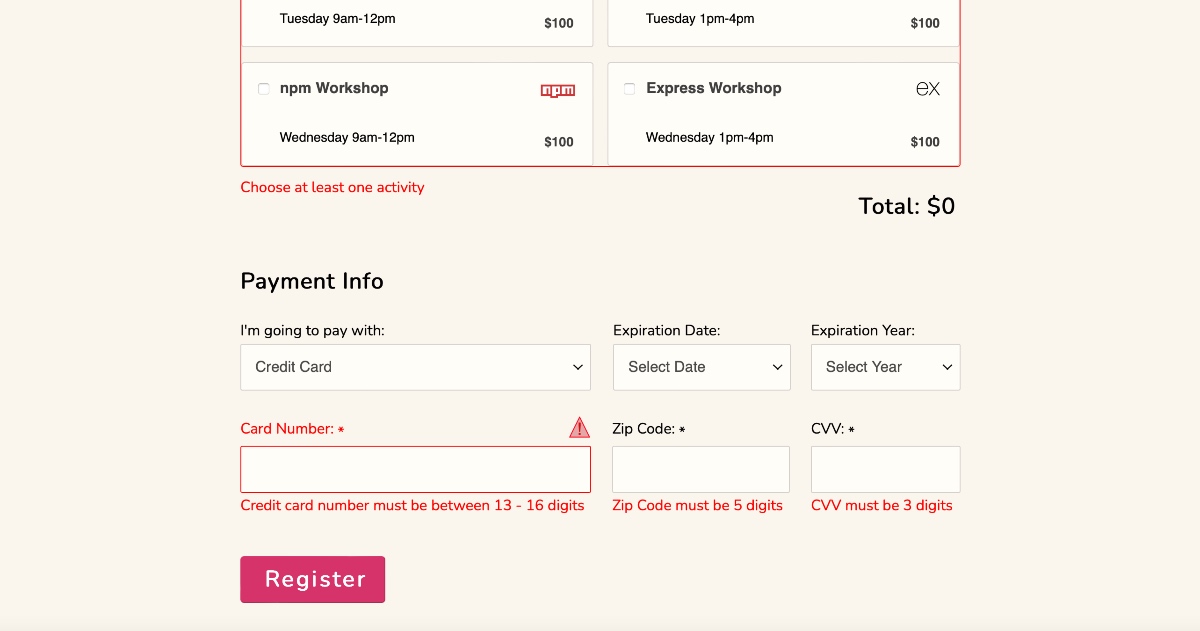 Tuesday 9am-12pm
$100
Tuesday 1pm-4pm
$100
npm Workshop
npm
Wednesday 9am-12pm
$100
Express Workshop
ex
Wednesday 1pm-4pm
$100
Choose at least one activity
Total: $0
Payment Info
I'm going to pay with:
Credit Card
Expiration Date:
Select Date
Expiration Year:
Select Year
Card Number: *
Credit card number must be between 13 - 16 digits
Zip Code: *
Zip Code must be 5 digits
CVV: *
CVV must be 3 digits
Register